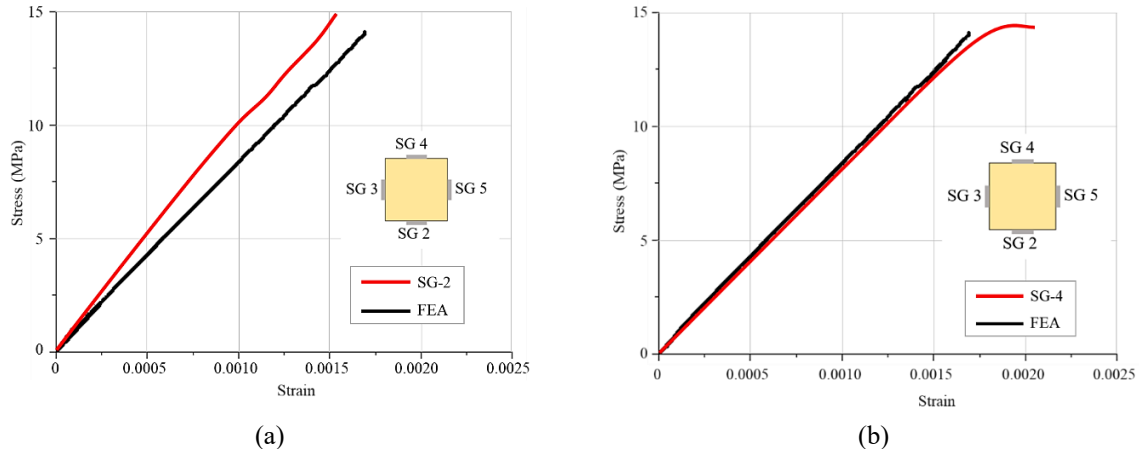 15
10
5
0
Stress (MPa)
SG 4
SG 3
SG 5
SG 2
SG-2
FEA
0
0.0005
0.0010
0.0015
0.0020
0.0025
Strain
(a)
15
10
5
0
Stress (MPa)
SG 4
SG 3
SG 5
SG 2
SG-4
FEA
0
0.0005
0.0010
0.0015
0.0020
0.0025
Strain
(b)